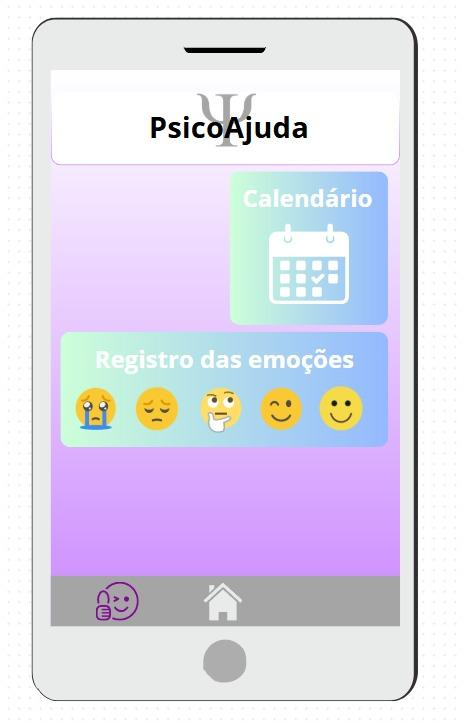 Ψ
PsicoAjuda
Calendário
Registro das emoções